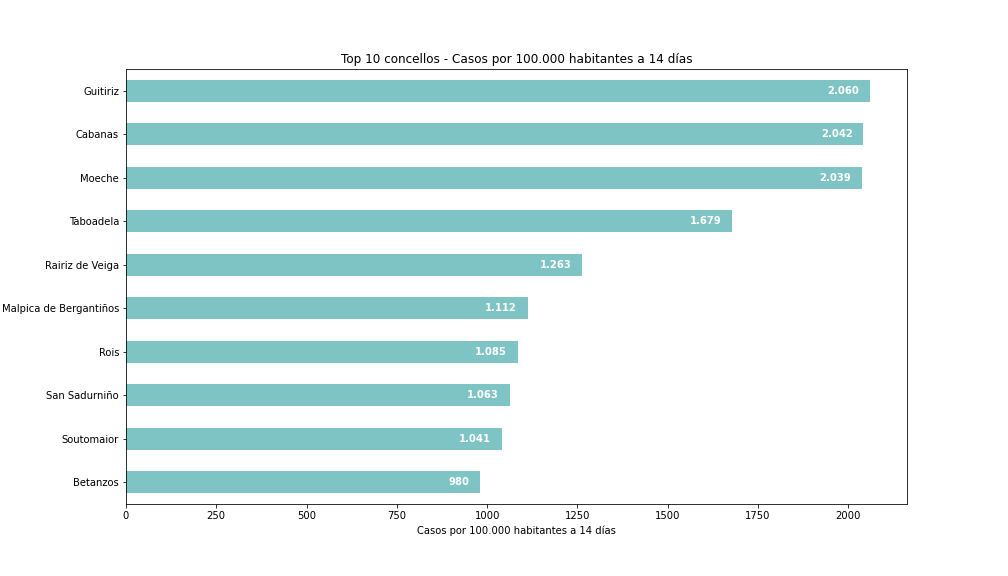 Top 10 concellos - Casos por 100.000 habitantes a 14 días
Guitiriz 2.060
Cabanas 2.042
Moeche 2.039
Taboadela 1.679
Rairiz de Veiga 1.263
Malpica de Bergantiños 1.112
Rois 1.085
San Sadurniño 1.063
Soutomaior 1.041
Betanzos 980
0 250 500 750 1000 1250 1500 1750 2000
Casos por 100.000 habitantes a 14 días